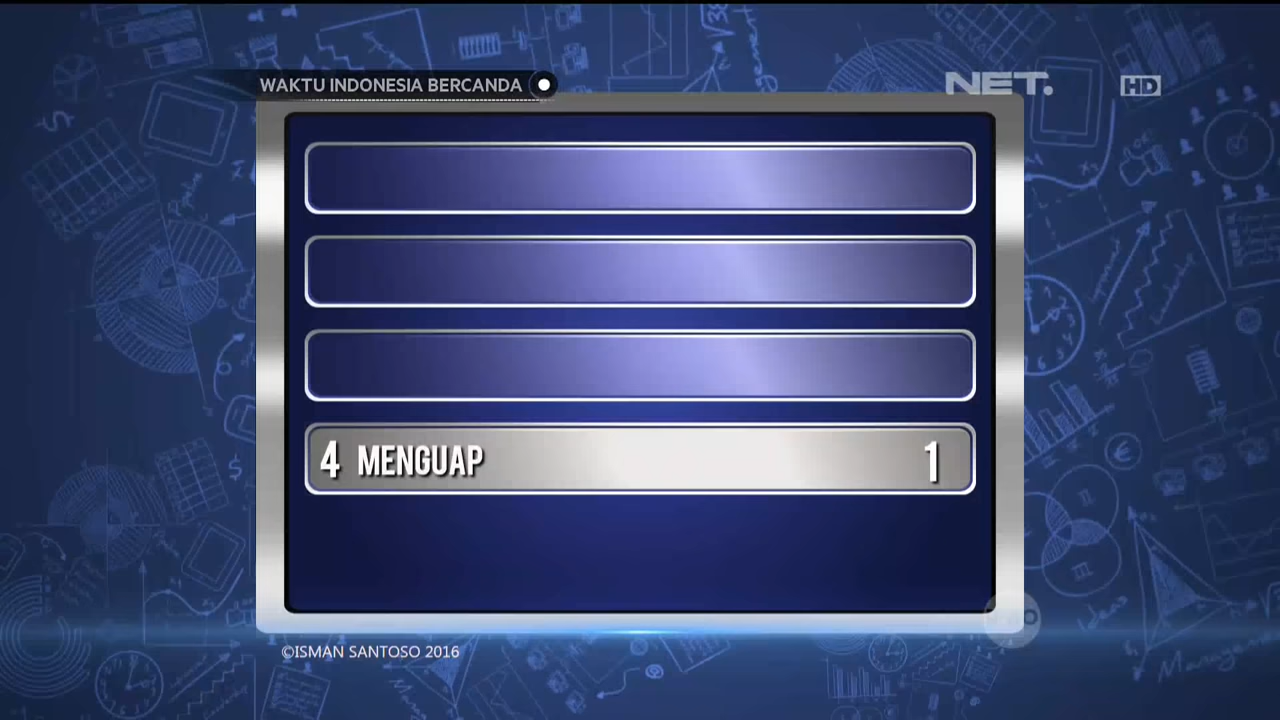 WAKTU INDONESIA BERCANDA
NET.
HD
4 MENGUAP 1
©ISMAN SANTOSO 2016